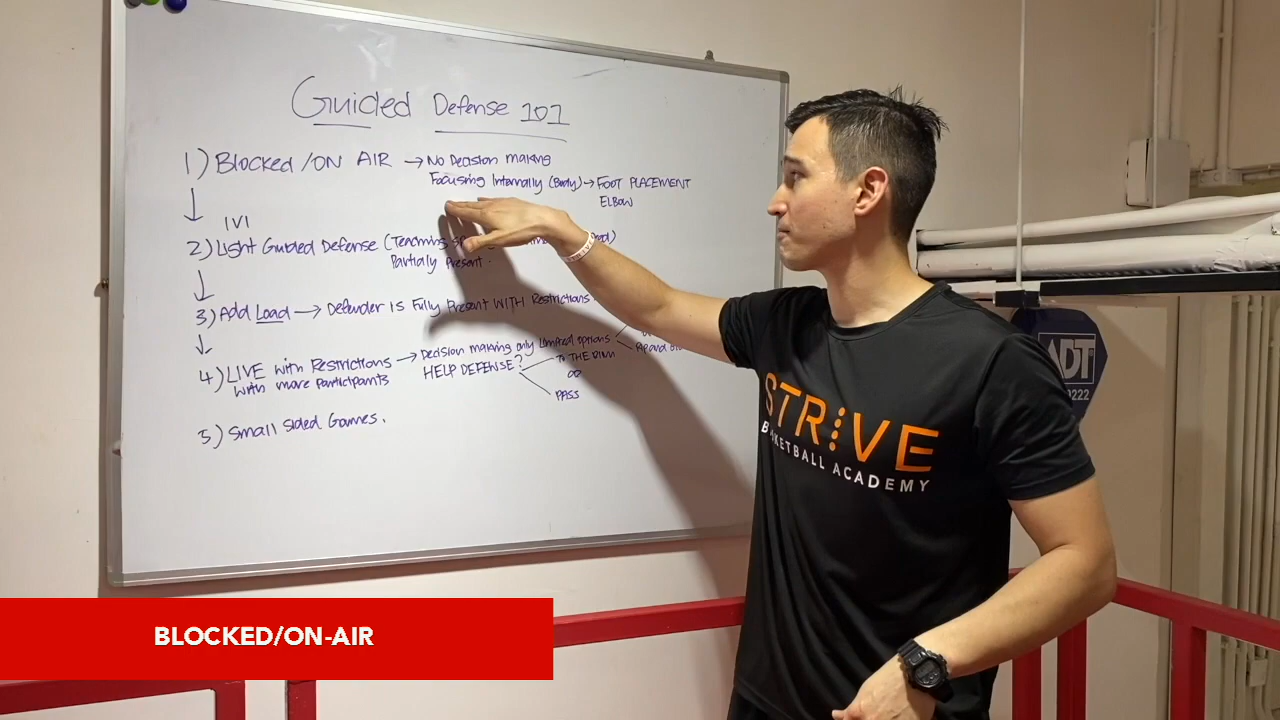 Guided Defense 101
1) Blocked/ON AIR → No Decision making
Focusing Internally (Body) → FOOT PLACEMENT
ELBOW
1V1
2) Light Guided Defense (Teaching
Partially Present.
3) Add Load → Defender is Fully Present WITH Restrictions.
4) LIVE with Restrictions → Decision making only limited options
with more participants HELP DEFENSE?
TO THE RIM
OR
PASS
5) Small Sided Games.
STRIVE
BASKETBALL ACADEMY
ADT
BLOCKED/ON-AIR